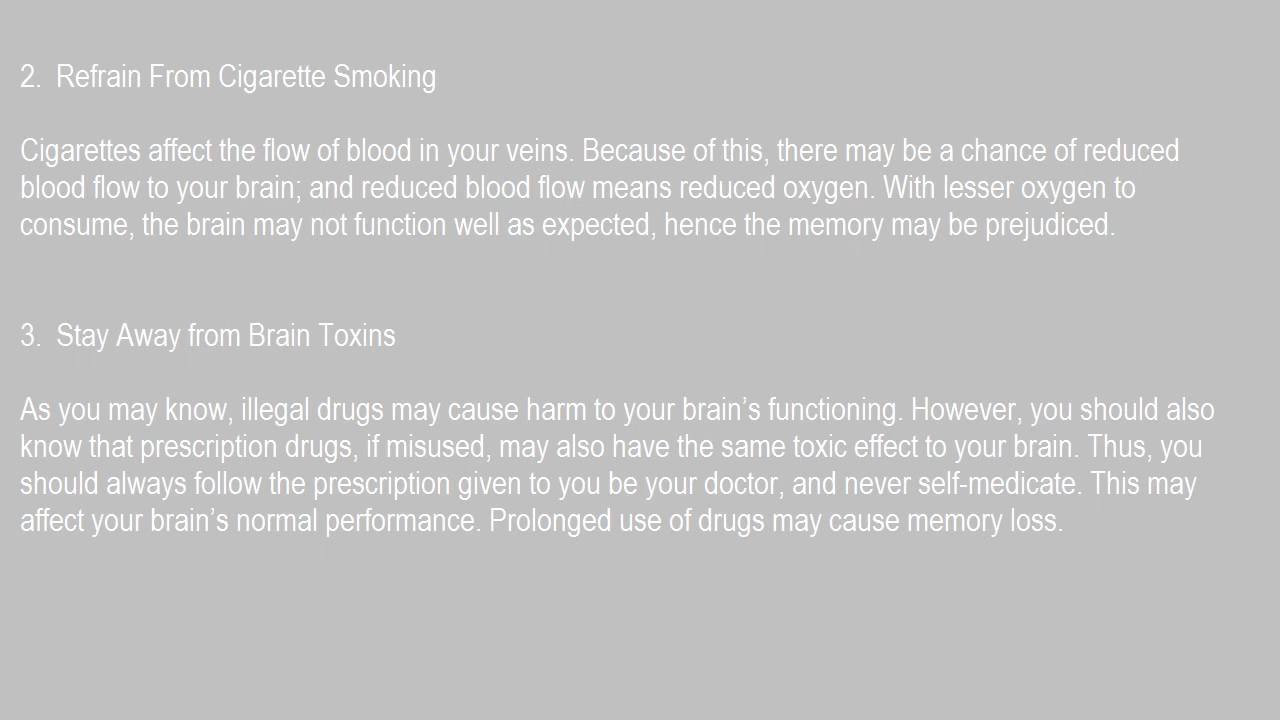 2. Refrain From Cigarette Smoking
Cigarettes affect the flow of blood in your veins. Because of this, there may be a chance of reduced
blood flow to your brain; and reduced blood flow means reduced oxygen. With lesser oxygen to
consume, the brain may not function well as expected, hence the memory may be prejudiced.
3. Stay Away from Brain Toxins
As you may know, illegal drugs may cause harm to your brain’s functioning. However, you should also
know that prescription drugs, if misused, may also have the same toxic effect to your brain. Thus, you
should always follow the prescription given to you be your doctor, and never self-medicate. This may
affect your brain’s normal performance. Prolonged use of drugs may cause memory loss.